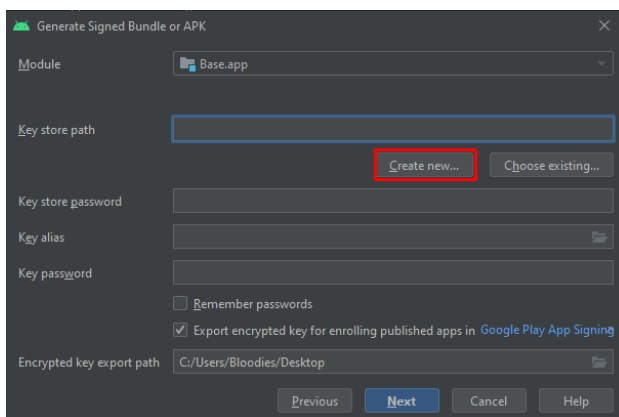 Generate Signed Bundle or APK
Module Base.app
Key store path
Create new... Choose existing...
Key store password
Key alias
Key password
Remember passwords
Export encrypted key for enrolling published apps in Google Play App Signing
Encrypted key export path C:/Users/Bloodies/Desktop
Previous Next Cancel Help